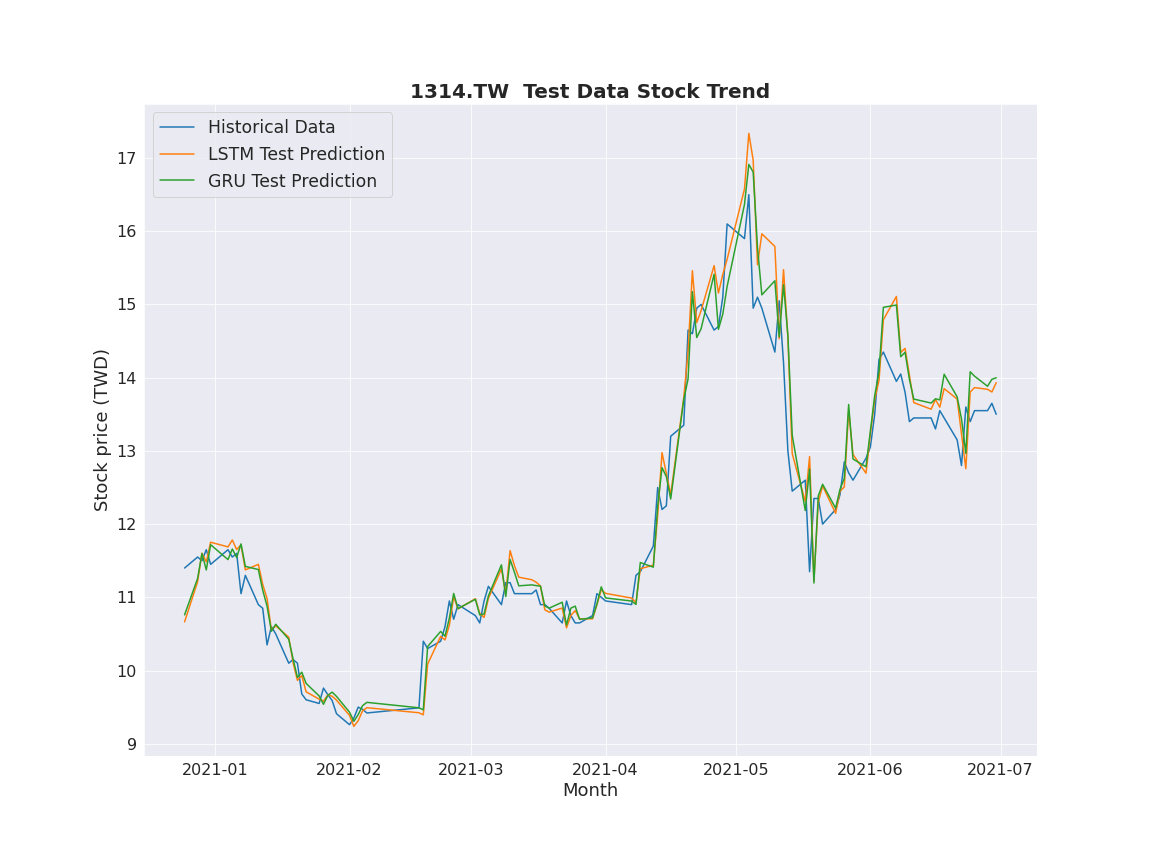 1314.TW  Test Data Stock Trend
Historical Data
LSTM Test Prediction
GRU Test Prediction
Stock price (TWD)
17
16
15
14
13
12
11
10
9
2021-01 2021-02 2021-03 2021-04 2021-05 2021-06 2021-07
Month